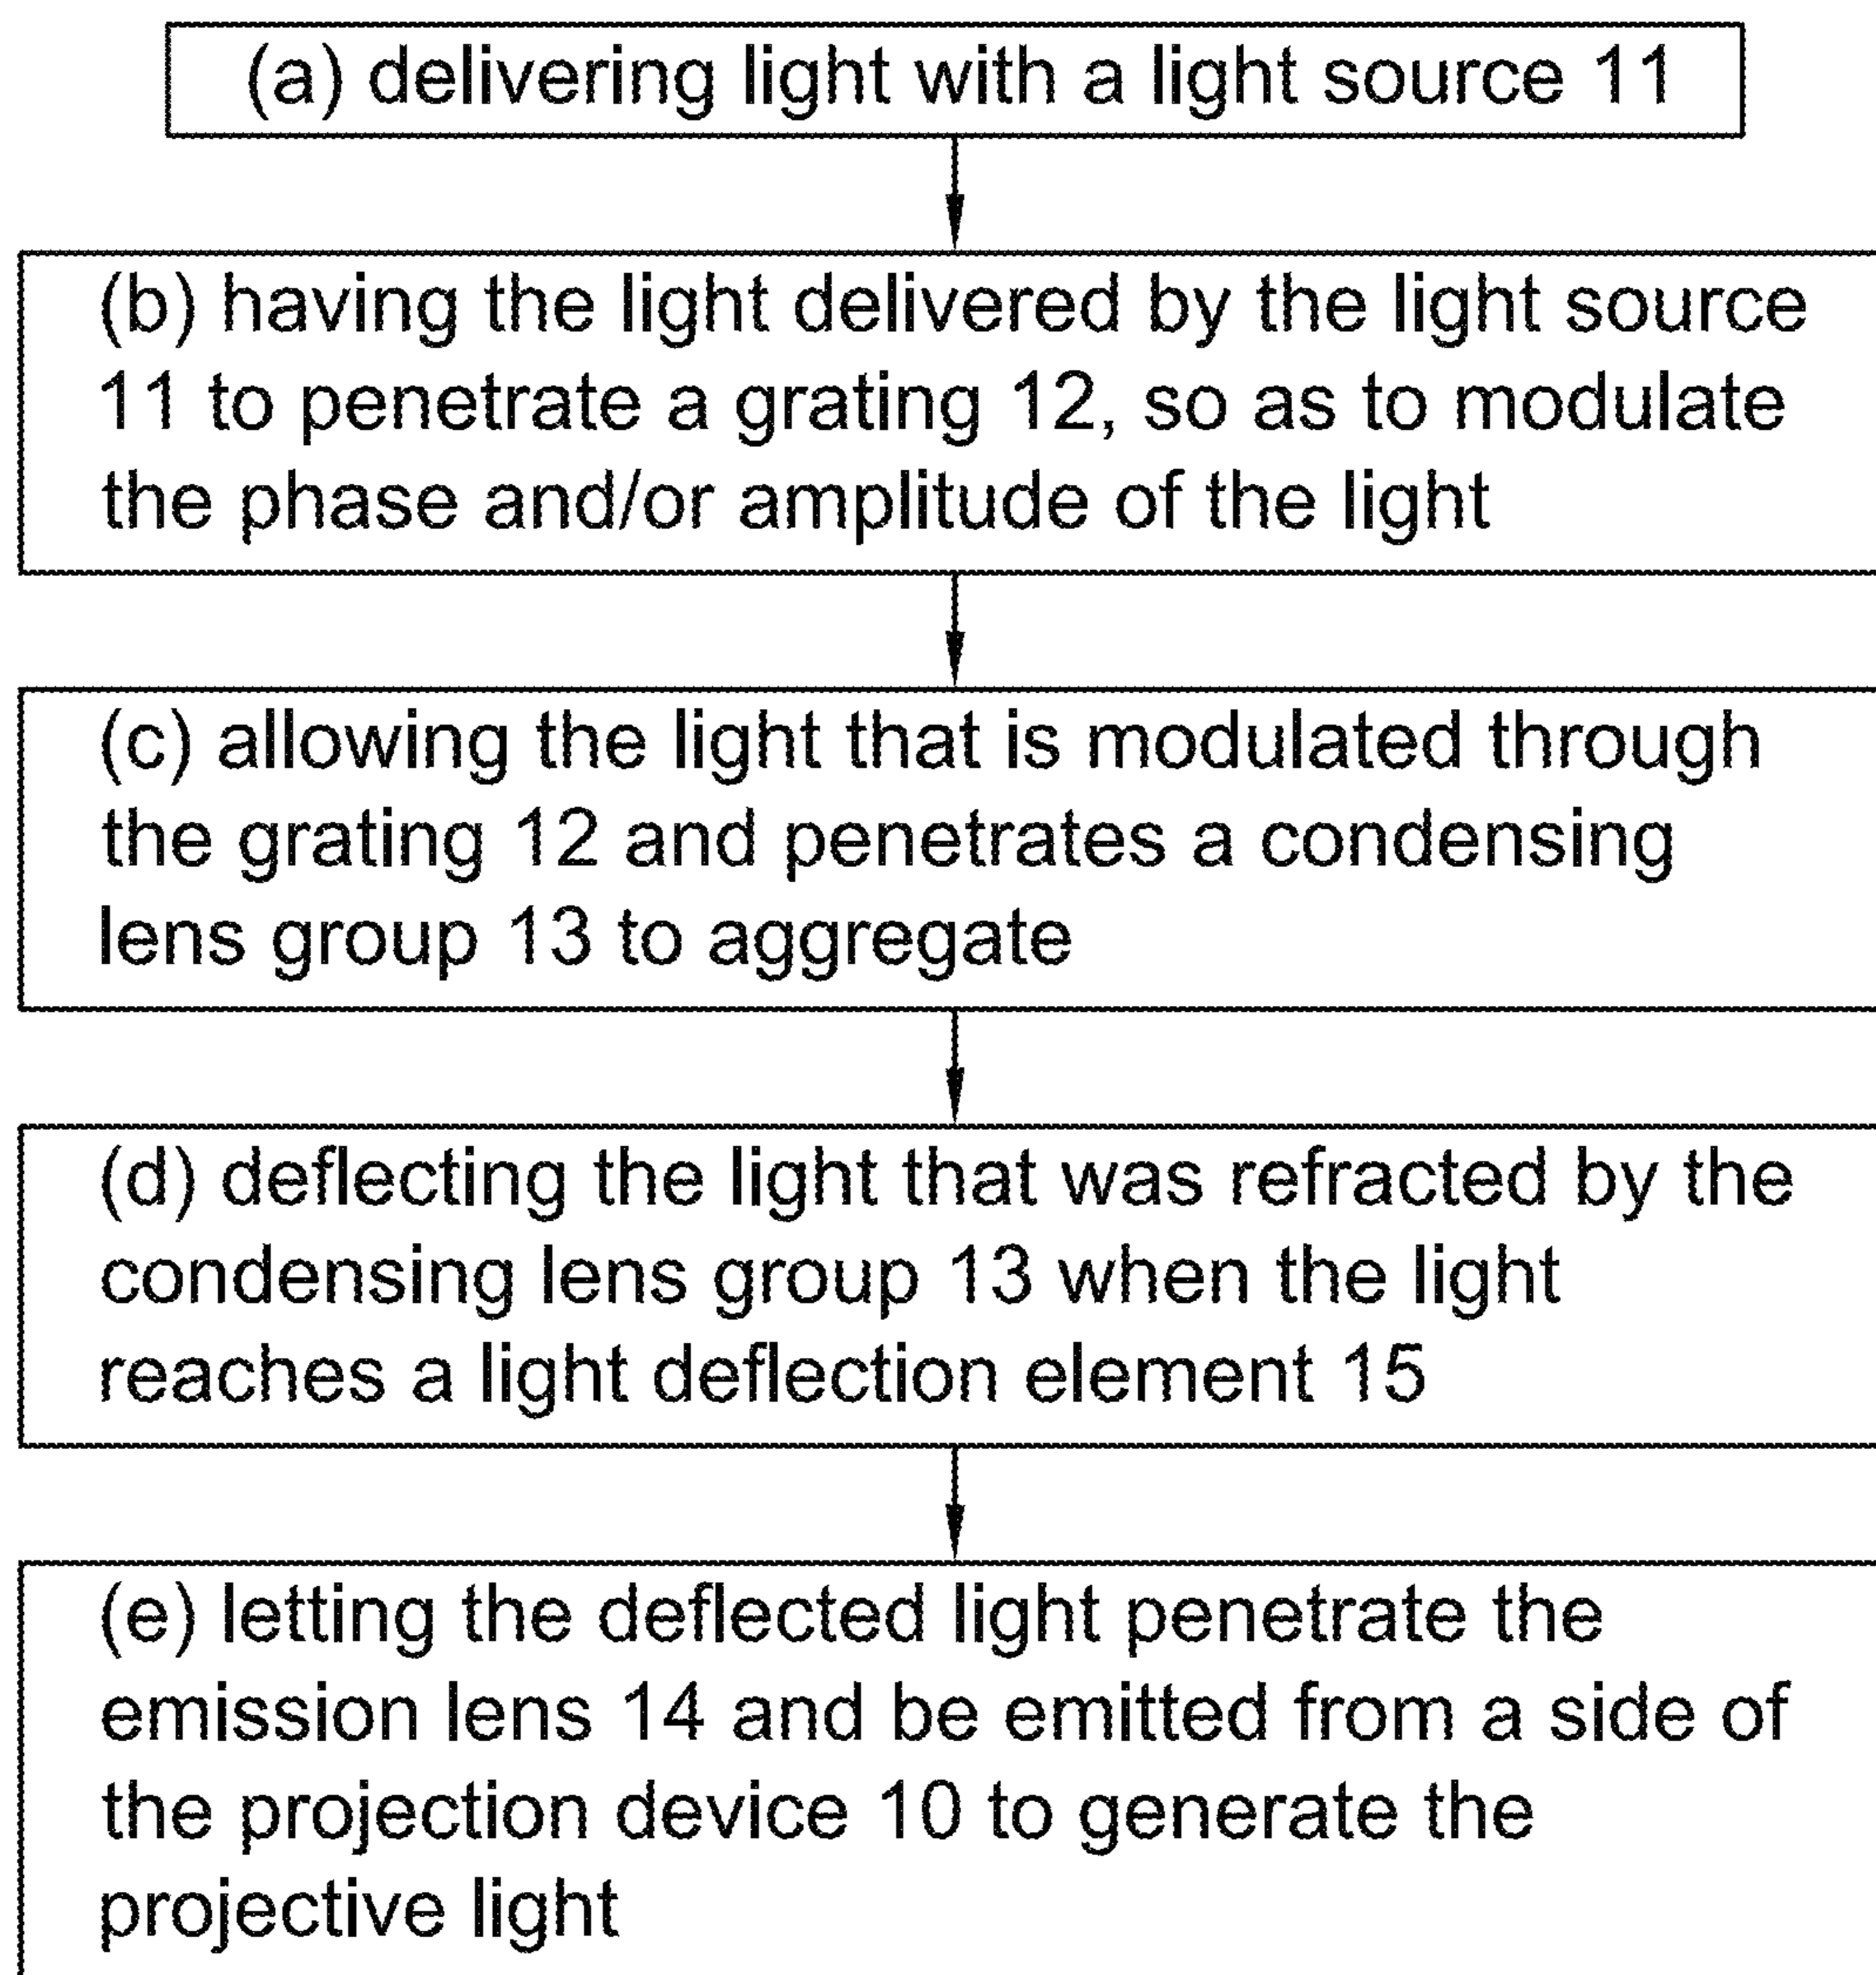 (a) delivering light with a light source 11
(b) having the light delivered by the light source
11 to penetrate a grating 12, so as to modulate
the phase and/or amplitude of the light
(c) allowing the light that is modulated through
the grating 12 and penetrates a condensing
lens group 13 to aggregate
(d) deflecting the light that was refracted by the
condensing lens group 13 when the light
reaches a light deflection element 15
(e) letting the deflected light penetrate the
emission lens 14 and be emitted from a side of
the projection device 10 to generate the
projective light